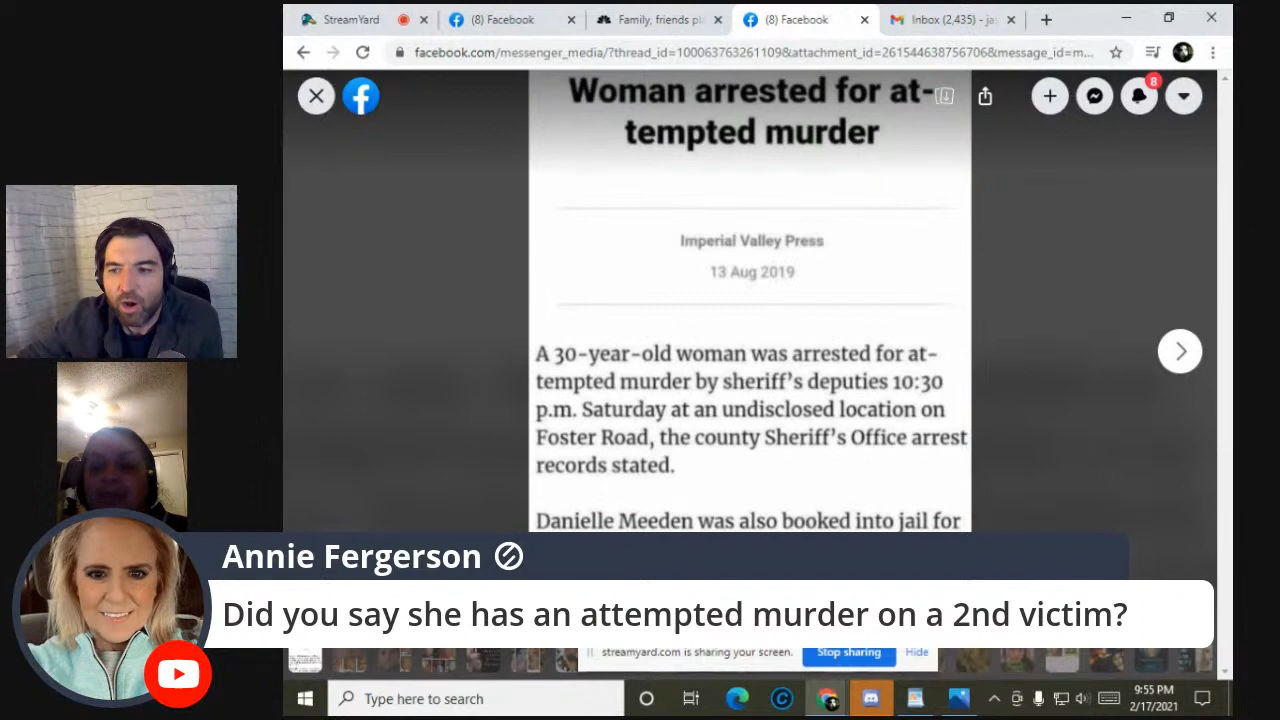 StreamYard
(8) Facebook
Family, friends pl
(8) Facebook
Inbox (2,435) - ja
facebook.com/messenger_media/?thread_id=100063763261109&attachment_id=261544638756706&message_id=m...
8
Woman arrested for at-
tempted murder
Imperial Valley Press
13 Aug 2019
A 30-year-old woman was arrested for at-
tempted murder by sheriff's deputies 10:30
p.m. Saturday at an undisclosed location on
Foster Road, the county Sheriff's Office arrest
records stated.
Danielle Meeden was also booked into jail for
Annie Fergerson
Did you say she has an attempted murder on a 2nd victim?
streamyard.com is sharing your screen.
Stop sharing
Hide
Type here to search
9:55 PM
2/17/2021